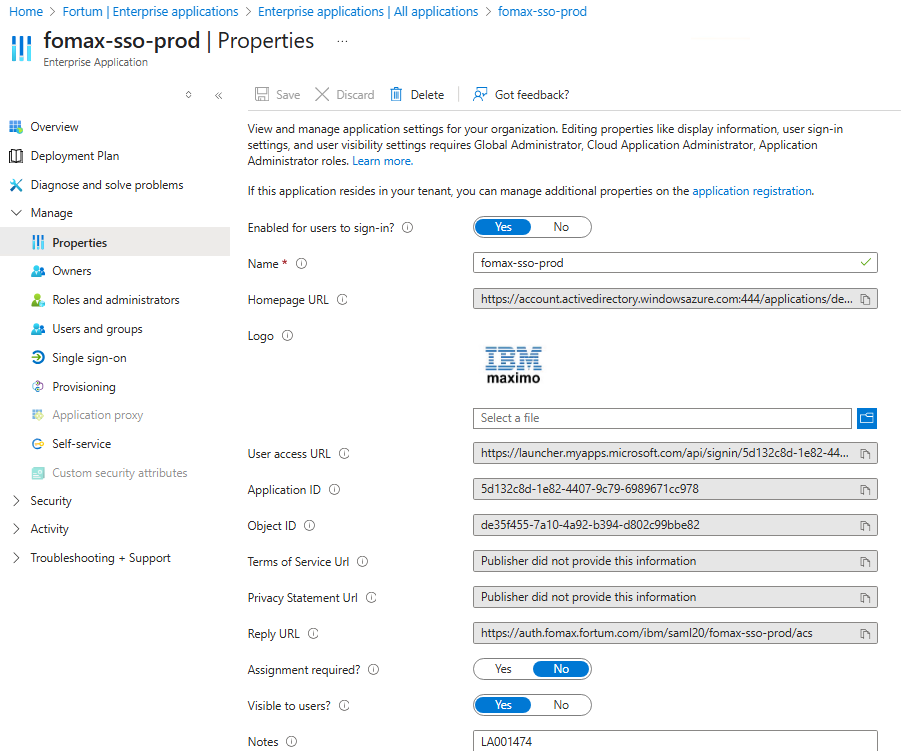 Home > Fortum | Enterprise applications > Enterprise applications | All applications > fomax-sso-prod
fomax-sso-prod | Properties ...
Enterprise Application
Save Discard Delete Got feedback?
Overview
Deployment Plan
Diagnose and solve problems
Manage
Properties
Owners
Roles and administrators
Users and groups
Single sign-on
Provisioning
Application proxy
Self-service
Custom security attributes
Security
Activity
Troubleshooting + Support
View and manage application settings for your organization. Editing properties like display information, user sign-in
settings, and user visibility settings requires Global Administrator, Cloud Application Administrator, Application
Administrator roles. Learn more.
If this application resides in your tenant, you can manage additional properties on the application registration.
Enabled for users to sign-in? Yes No
Name * fomax-sso-prod
Homepage URL https://account.activedirectory.windowsazure.com:444/applications/de...
Logo
IBM
maximo
Select a file
User access URL https://launcher.myapps.microsoft.com/api/signin/5d132c8d-1e82-44...
Application ID 5d132c8d-1e82-4407-9c79-6989671cc978
Object ID de35f455-7a10-4a92-b394-d802c99bbe82
Terms of Service Url Publisher did not provide this information
Privacy Statement Url Publisher did not provide this information
Reply URL https://auth.fomax.fortum.com/ibm/saml20/fomax-sso-prod/acs
Assignment required? Yes No
Visible to users? Yes No
Notes LA001474